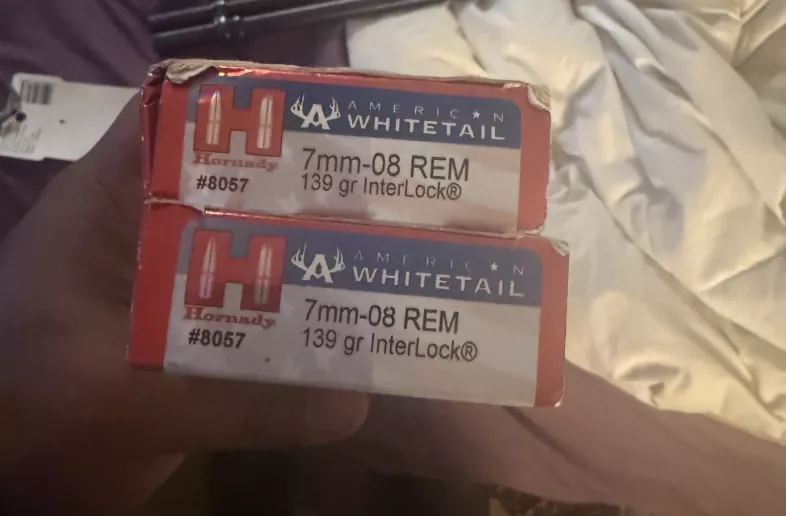 AMERICAN
WHITETAIL
Hornady
7mm-08 REM
#8057
139 gr InterLock®
AMERICAN
WHITETAIL
Hornady
7mm-08 REM
#8057
139 gr InterLock®